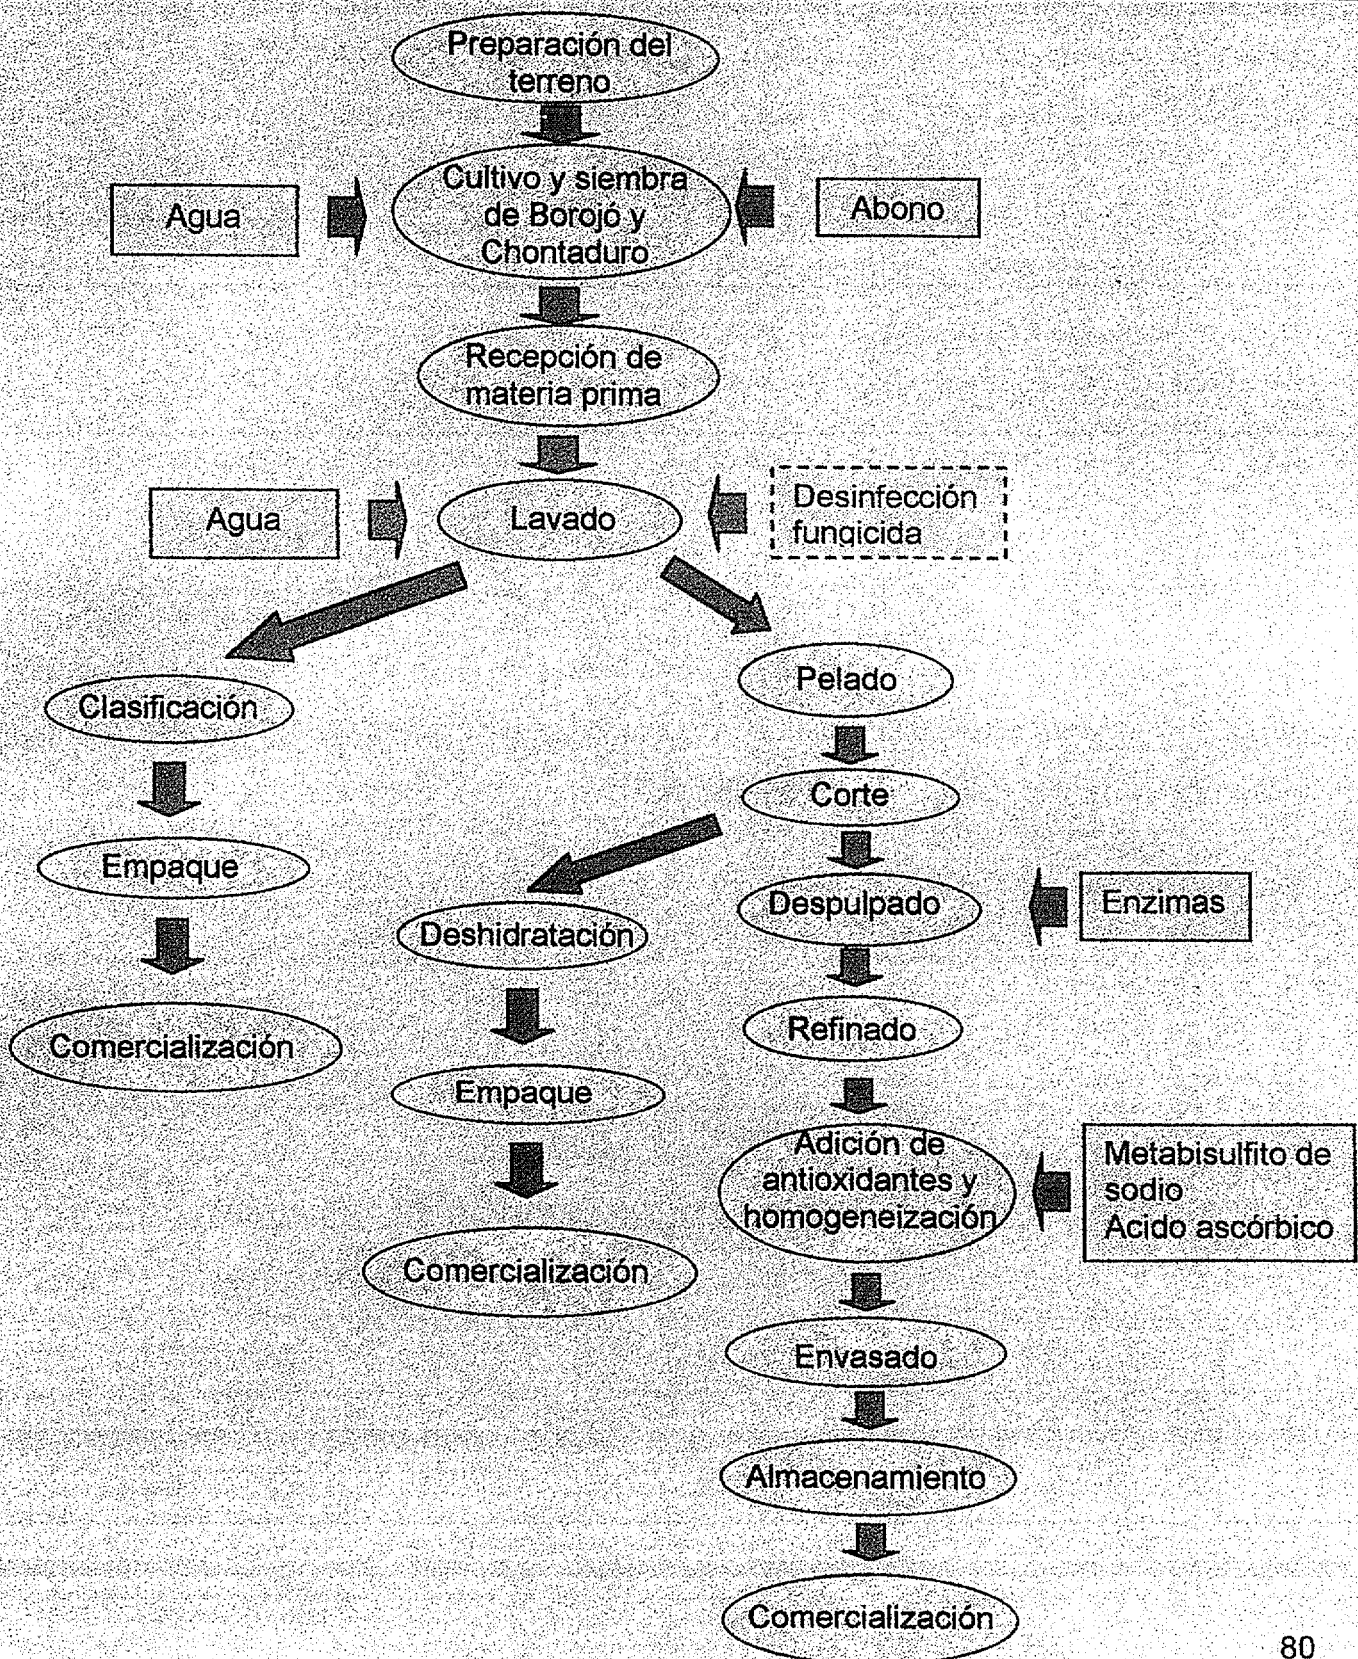 Preparación del
terreno
Cultivo y siembra
de Borojó y
Chontaduro
Agua
Abono
Recepción de
materia prima
Agua
Lavado
Desinfección
fungicida
Clasificación
Empaque
Comercialización
Pelado
Corte
Deshidratación
Empaque
Comercialización
Despulpado
Enzimas
Refinado
Adición de
antioxidantes y
homogeneización
Metabisulfito de
sodio
Acido ascórbico
Envasado
Almacenamiento
Comercialización
80